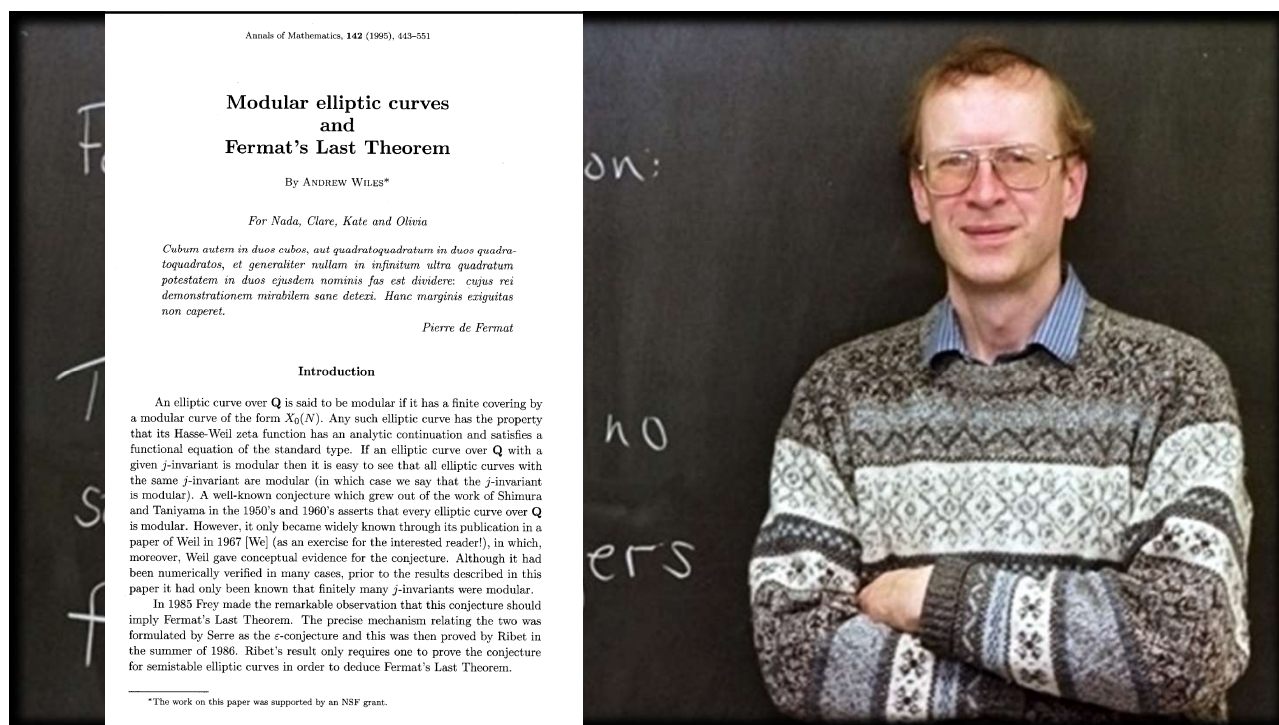 Annals of Mathematics, 142 (1995), 443–551
Modular elliptic curves
and
Fermat's Last Theorem
By ANDREW WILES*
For Nada, Clare, Kate and Olivia
Cubum autem in duos cubos, aut quadratoquadratum in duos quadra-
toquadratos, et generaliter nullam in infinitum ultra quadratum
potestatem in duos ejusdem nominis fas est dividere: cujus rei
demonstrationem mirabilem sane detexi. Hanc marginis exiguitas
non caperet.
Pierre de Fermat
Introduction
An elliptic curve over Q is said to be modular if it has a finite covering by
a modular curve of the form X₀(N). Any such elliptic curve has the property
that its Hasse-Weil zeta function has an analytic continuation and satisfies a
functional equation of the standard type. If an elliptic curve over Q with a
given j-invariant is modular then it is easy to see that all elliptic curves with
the same j-invariant are modular (in which case we say that the j-invariant
is modular). A well-known conjecture which grew out of the work of Shimura
and Taniyama in the 1950's and 1960's asserts that every elliptic curve over Q
is modular. However, it only became widely known through its publication in a
paper of Weil in 1967 [We] (as an exercise for the interested reader!), in which,
moreover, Weil gave conceptual evidence for the conjecture. Although it had
been numerically verified in many cases, prior to the results described in this
paper it had only been known that finitely many j-invariants were modular.
In 1985 Frey made the remarkable observation that this conjecture should
imply Fermat's Last Theorem. The precise mechanism relating the two was
formulated by Serre as the ε-conjecture and this was then proved by Ribet in
the summer of 1986. Ribet's result only requires one to prove the conjecture
for semistable elliptic curves in order to deduce Fermat's Last Theorem.
*The work on this paper was supported by an NSF grant.
on:
no
ers